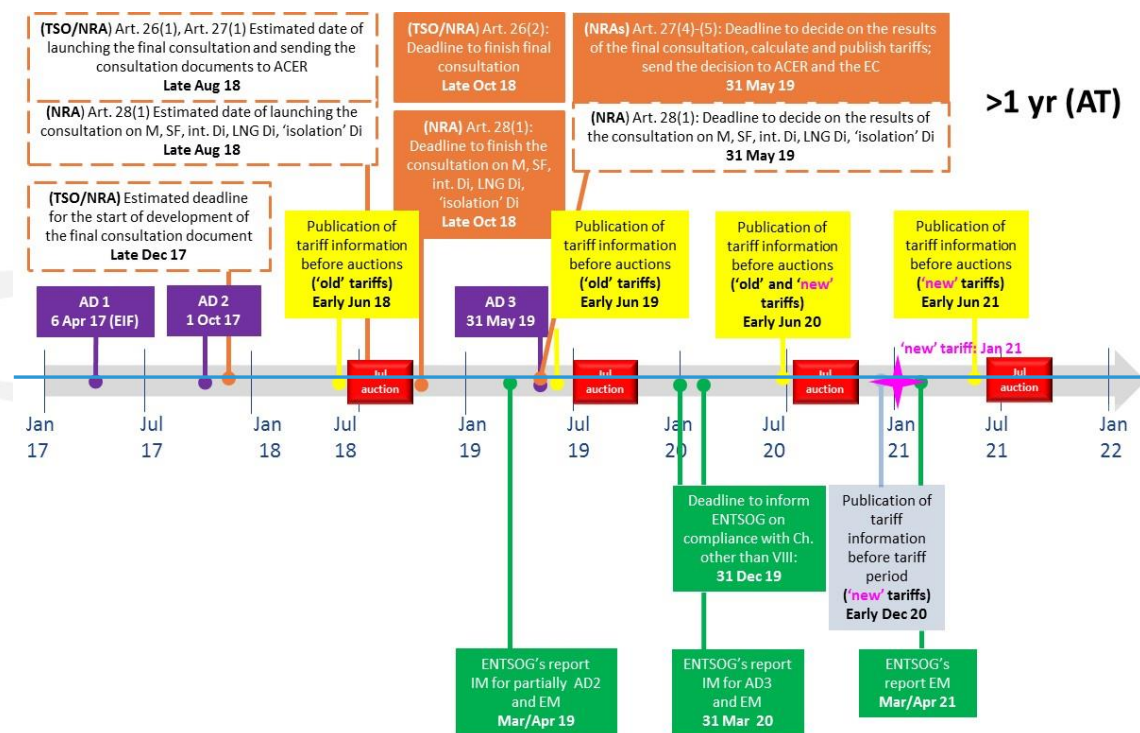 (TSO/NRA) Art. 26(1), Art. 27(1) Estimated date of
launching the final consultation and sending the
consultation documents to ACER
Late Aug 18
(NRA) Art. 28(1) Estimated date of launching
the consultation on M, SF, int. Di, LNG Di, ‘isolation’ Di
Late Aug 18
(TSO/NRA) Estimated deadline
for the start of development of
the final consultation document
Late Dec 17
(TSO/NRA) Art. 26(2):
Deadline to finish final
consultation
Late Oct 18
(NRA) Art. 28(1):
Deadline to finish the
consultation on M, SF,
int. Di, LNG Di,
‘isolation’ Di
Late Oct 18
(NRAs) Art. 27(4)-(5): Deadline to decide on the results
of the final consultation, calculate and publish tariffs;
send the decision to ACER and the EC
31 May 19
(NRA) Art. 28(1): Deadline to decide on the results of
the consultation on M, SF, int. Di, LNG Di, ‘isolation’ Di
31 May 19
>1 yr (AT)
AD 1
6 Apr 17 (EIF)
AD 2
1 Oct 17
Publication of
tariff information
before auctions
(‘old’ tariffs)
Early Jun 18
AD 3
31 May 19
Publication of
tariff information
before auctions
(‘old’ tariffs)
Early Jun 19
Publication of
tariff information
before auctions
(‘old’ and ‘new’
tariffs)
Early Jun 20
Publication of
tariff information
before auctions
(‘new’ tariffs)
Early Jun 21
‘new’ tariff: Jan 21
Jul
auction
Jul
auction
Jul
auction
Jul
auction
Jan
17
Jul
17
Jan
18
Jul
18
Jan
19
Jul
19
Jan
20
Jul
20
Jan
21
Jul
21
Jan
22
Deadline to inform
ENTSOG on
compliance with Ch.
other than VIII:
31 Dec 19
Publication of
tariff
information
before tariff
period
(‘new’ tariffs)
Early Dec 20
ENTSOG’s report
IM for partially AD2
and EM
Mar/Apr 19
ENTSOG’s report
IM for AD3
and EM
31 Mar 20
ENTSOG’s
report EM
Mar/Apr 21